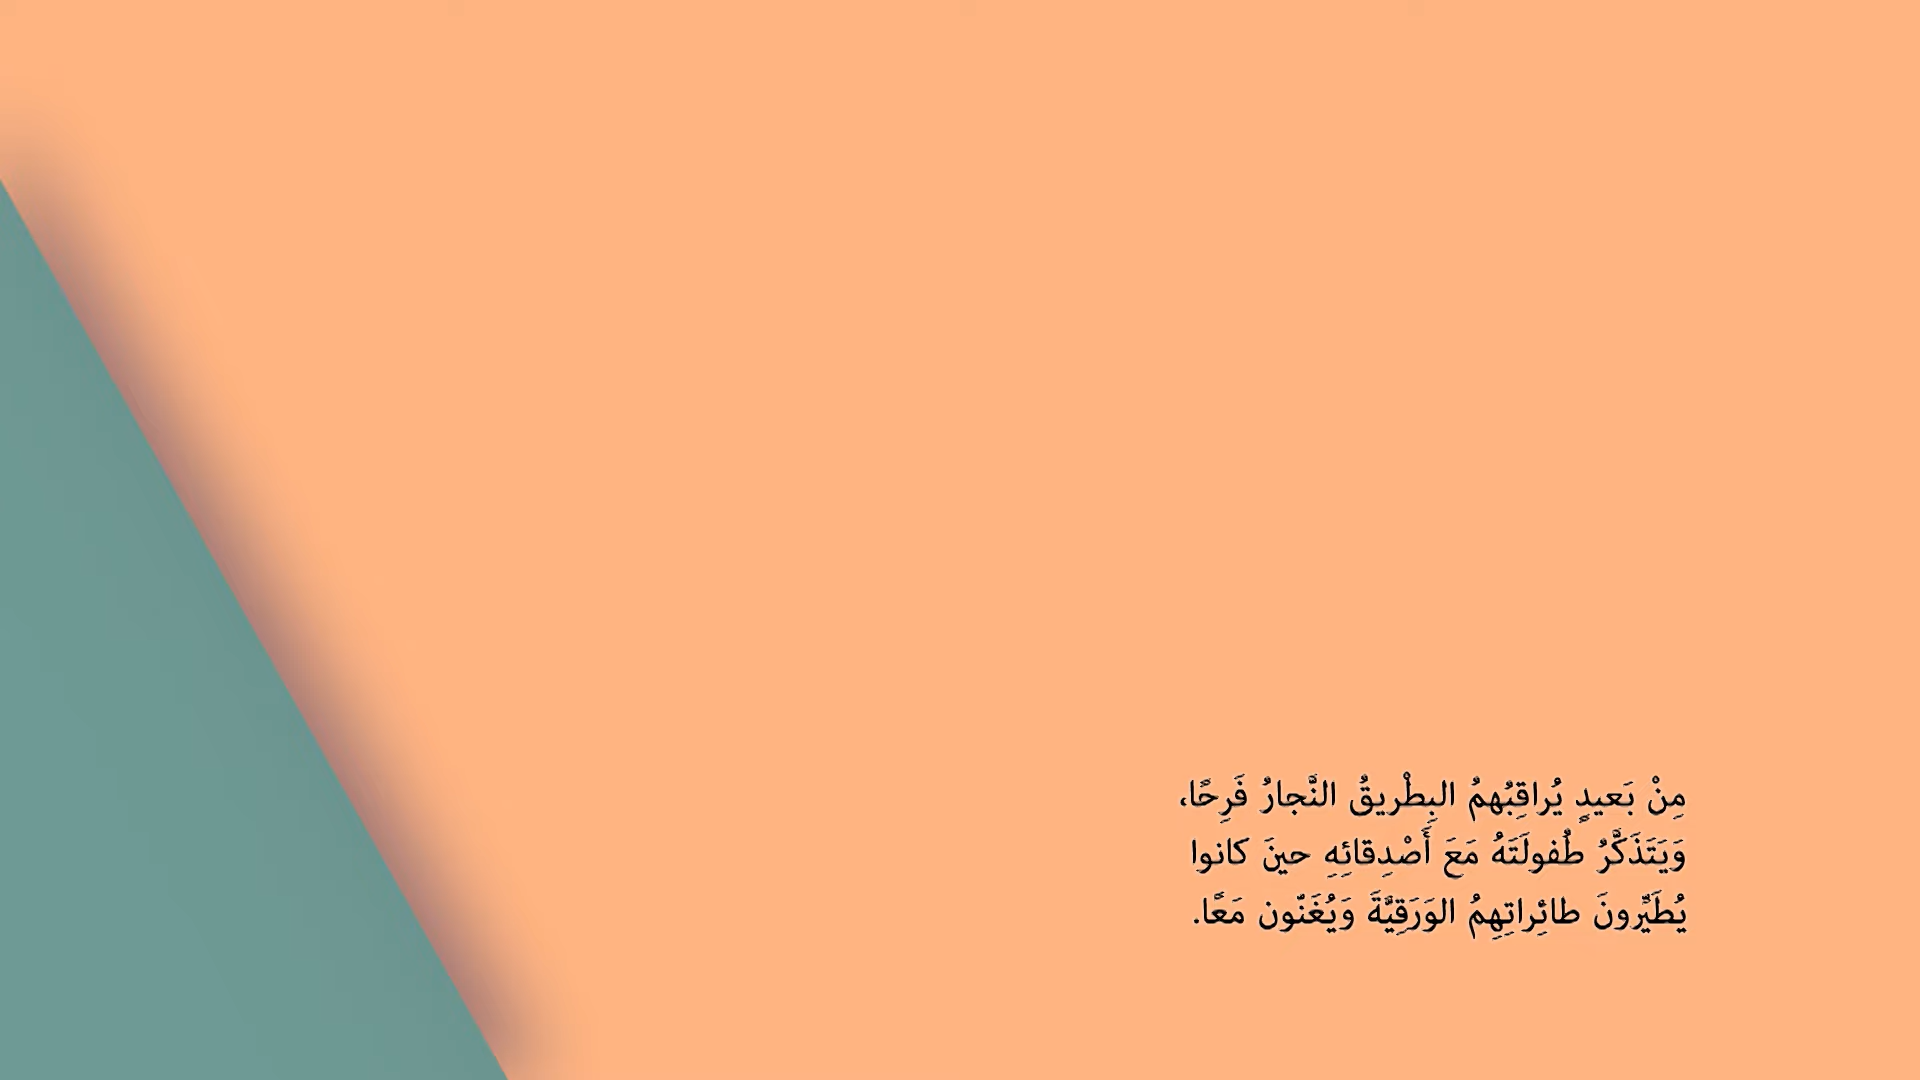 مِنْ بَعيدٍ يُراقِبُهمُ البِطْريقُ النَّجارُ فَرِحًا،
وَيَتَذَكَّرُ طُفولَتَهُ مَعَ أَصْدِقائِهِ حينَ كانوا
يُطَيِّرونَ طائِراتِهِمُ الوَرَقِيَّةَ وَيُغَنّون مَعًا.